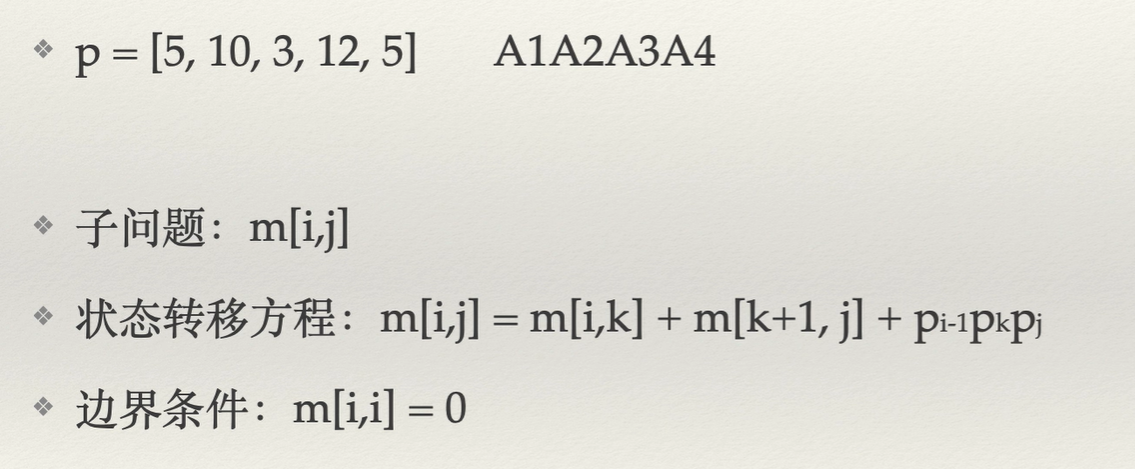 ❖ p = [5, 10, 3, 12, 5] A1A2A3A4
❖ 子问题：m[i,j]
❖ 状态转移方程：m[i,j] = m[i,k] + m[k+1, j] + pi-1pkpj
❖ 边界条件：m[i,i] = 0